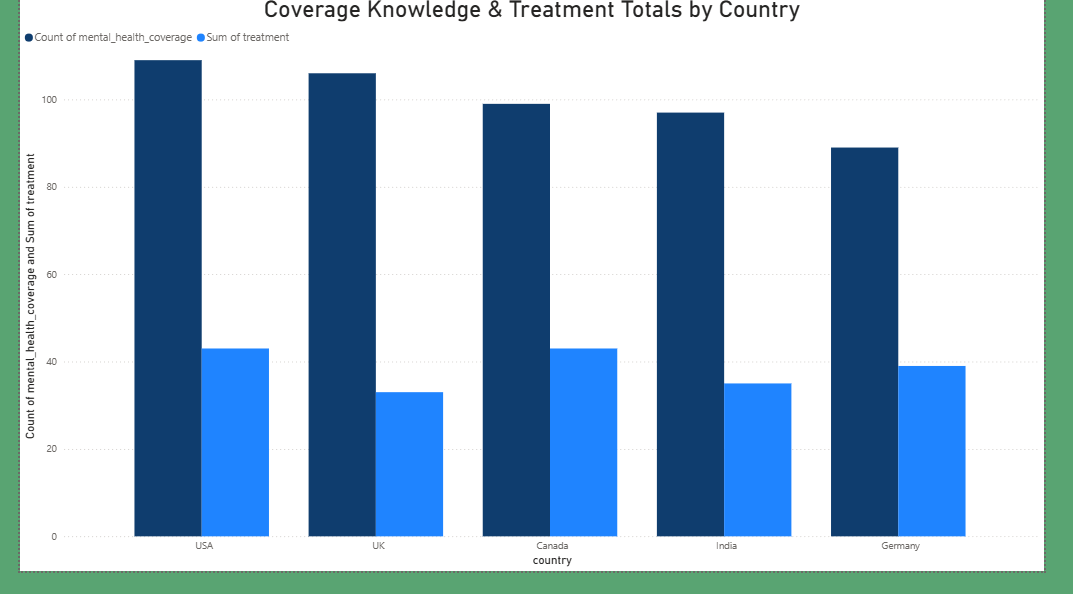 Coverage Knowledge & Treatment Totals by Country
Count of mental_health_coverage Sum of treatment
Count of mental_health_coverage and Sum of treatment
100
80
60
40
20
0
USA UK Canada India Germany
country